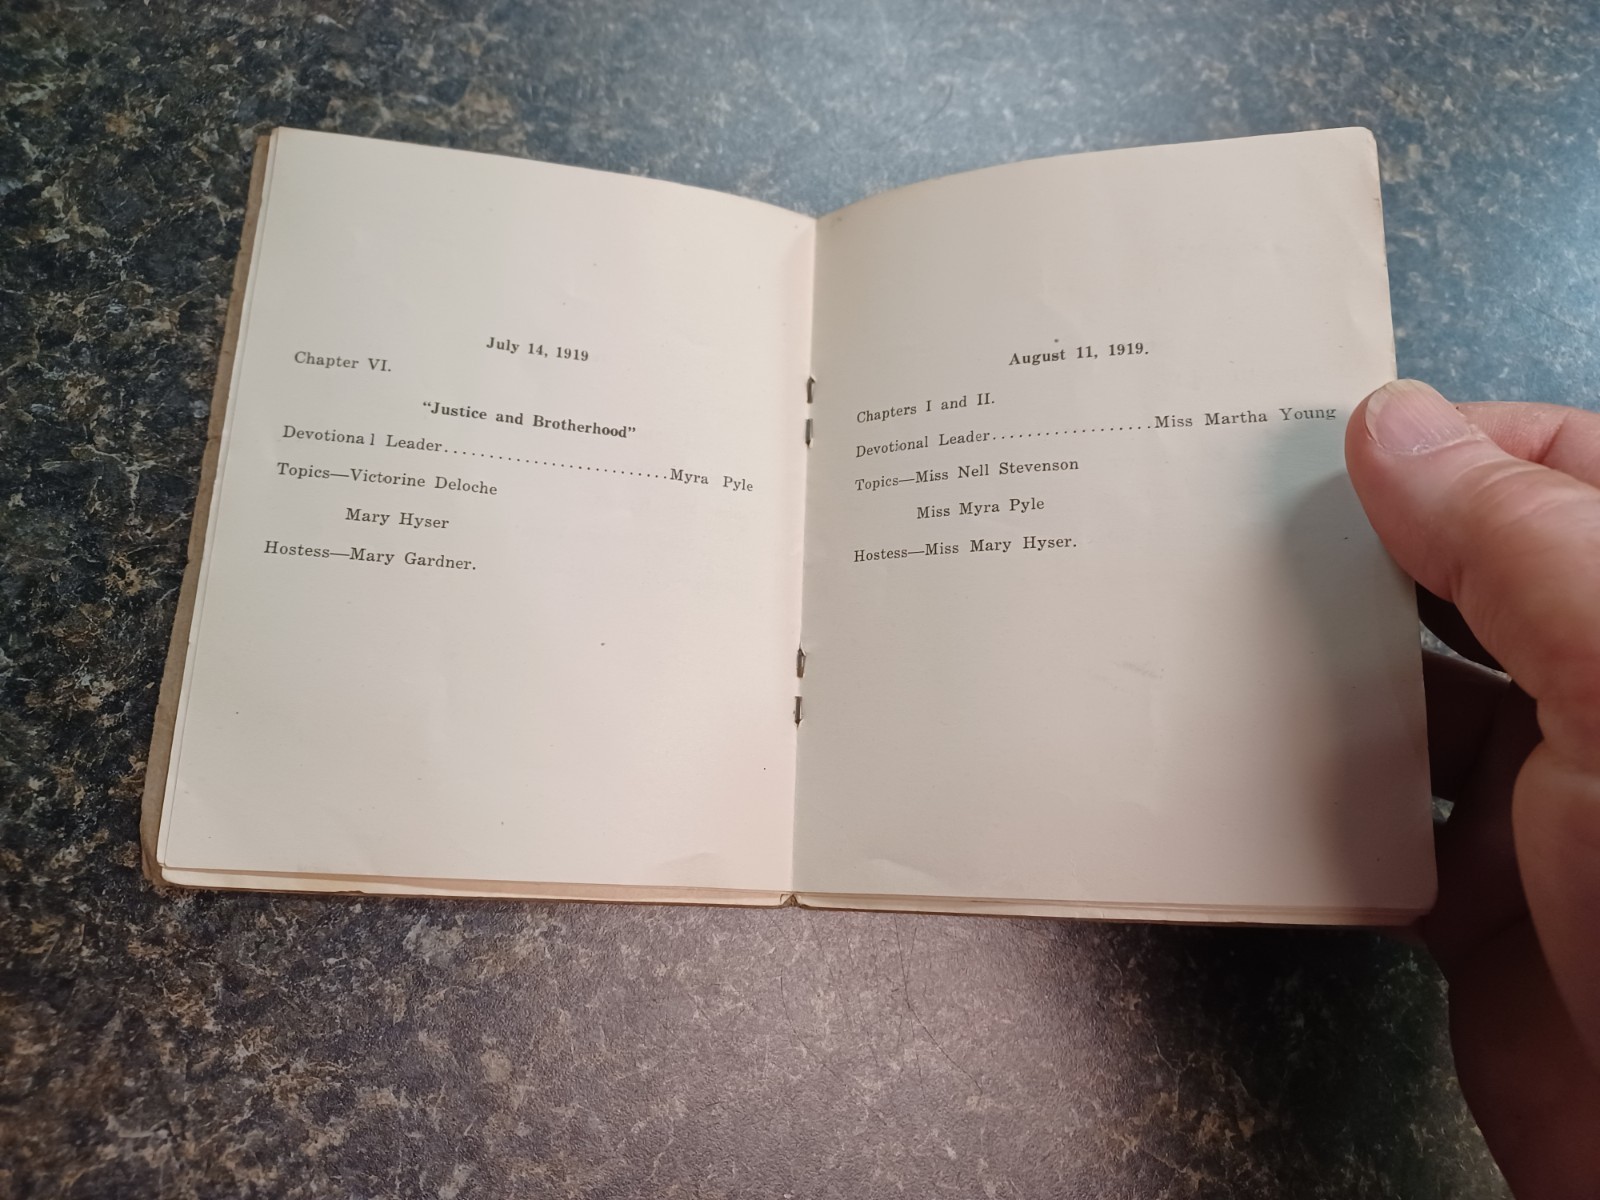 July 14, 1919
Chapter VI.
“Justice and Brotherhood”
Devotional Leader.........................Myra Pyle
Topics—Victorine Deloche
Mary Hyser
Hostess—Mary Gardner.
August 11, 1919.
Chapters I and II.
Devotional Leader..................Miss Martha Young
Topics—Miss Nell Stevenson
Miss Myra Pyle
Hostess—Miss Mary Hyser.